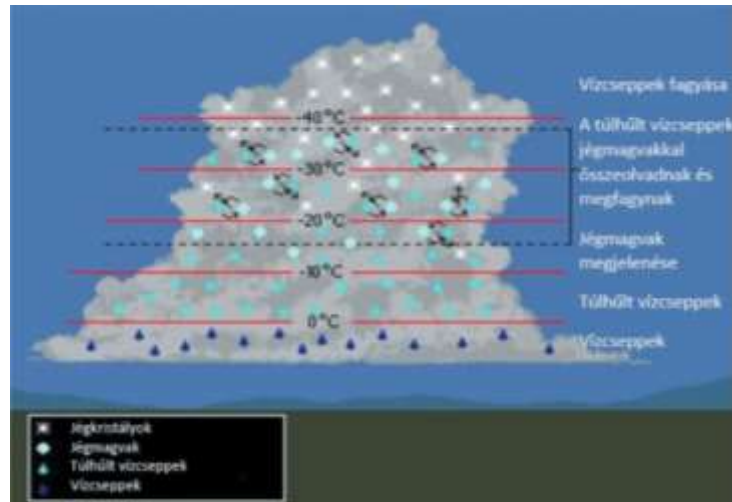 Vízcseppek fagyása
-40°C
A túlhűlt vízcseppek
jégmagvakkal
összeolvadnak és
megfagynak
-30°C
-20°C
Jégmagvak
megjelenése
-10°C
Túlhűlt vízcseppek
0°C
Vízcseppek
Jégkristályok
Jégmagvak
Túlhűlt vízcseppek
Vízcseppek